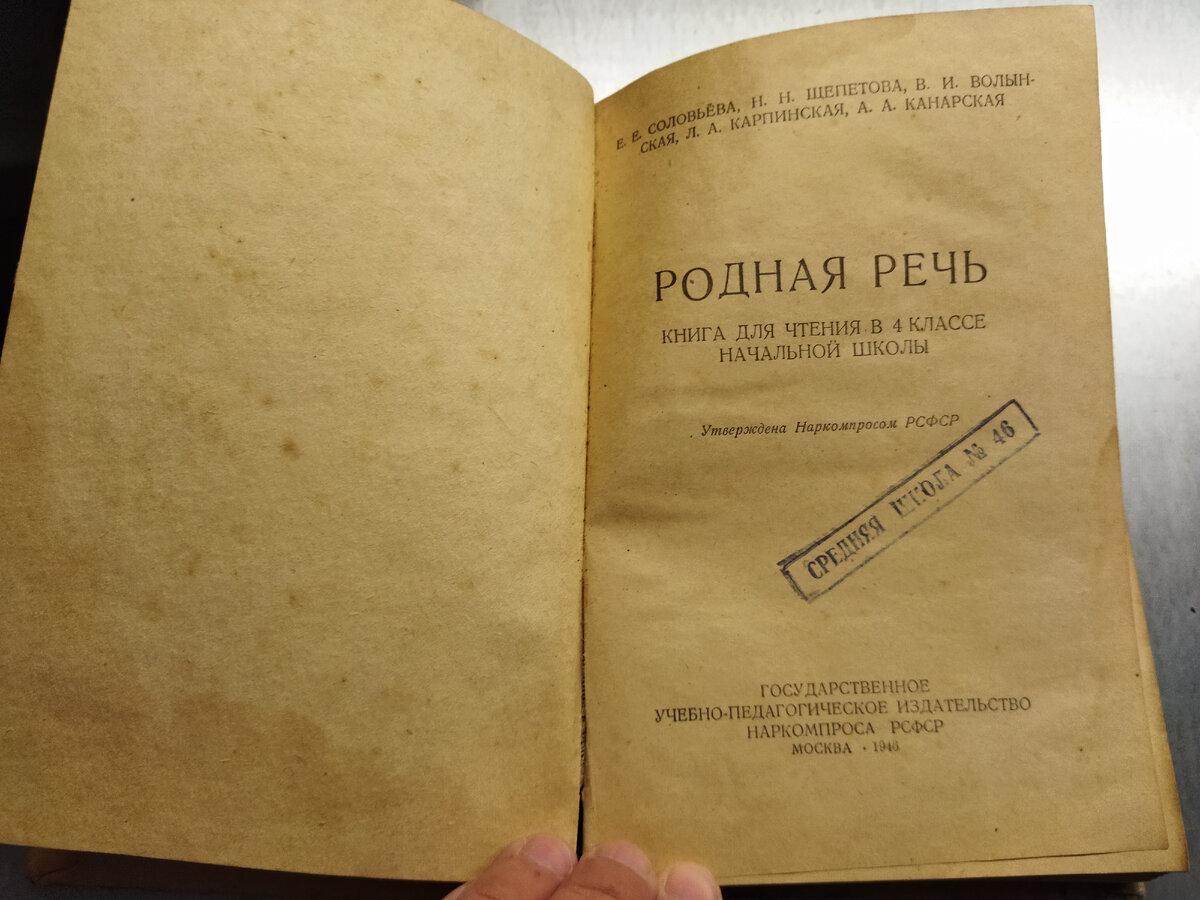 Е. Е. СОЛОВЬЁВА, Н. Н. ЩЕПЕТОВА, В. И. ВОЛЫН-
СКАЯ, Л. А. КАРПИНСКАЯ, А. А. КАНАРСКАЯ
РОДНАЯ РЕЧЬ
КНИГА ДЛЯ ЧТЕНИЯ В 4 КЛАССЕ
НАЧАЛЬНОЙ ШКОЛЫ
Утверждена Наркомпросом РСФСР
СРЕДНЯЯ ШКОЛА № 46
ГОСУДАРСТВЕННОЕ
УЧЕБНО-ПЕДАГОГИЧЕСКОЕ ИЗДАТЕЛЬСТВО
НАРКОМПРОСА РСФСР
МОСКВА • 1946